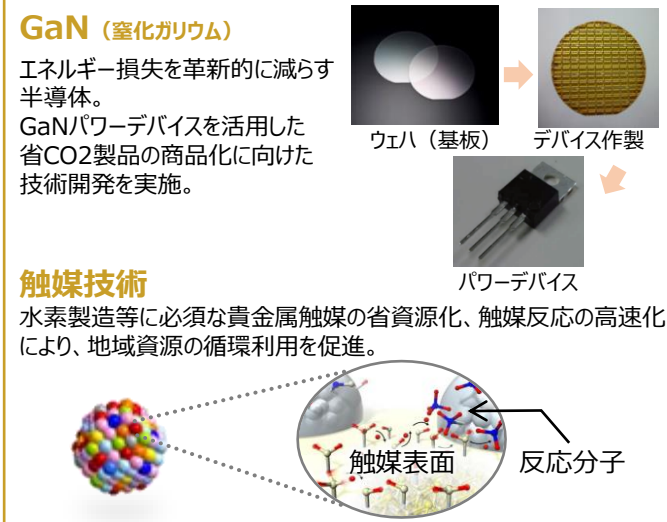 GaN（窒化ガリウム）
エネルギー損失を革新的に減らす
半導体。
GaNパワーデバイスを活用した
省CO2製品の商品化に向けた
技術開発を実施。
ウェハ（基板）
デバイス作製
パワーデバイス
触媒技術
水素製造等に必須な貴金属触媒の省資源化、触媒反応の高速化
により、地域資源の循環利用を促進。
触媒表面
反応分子